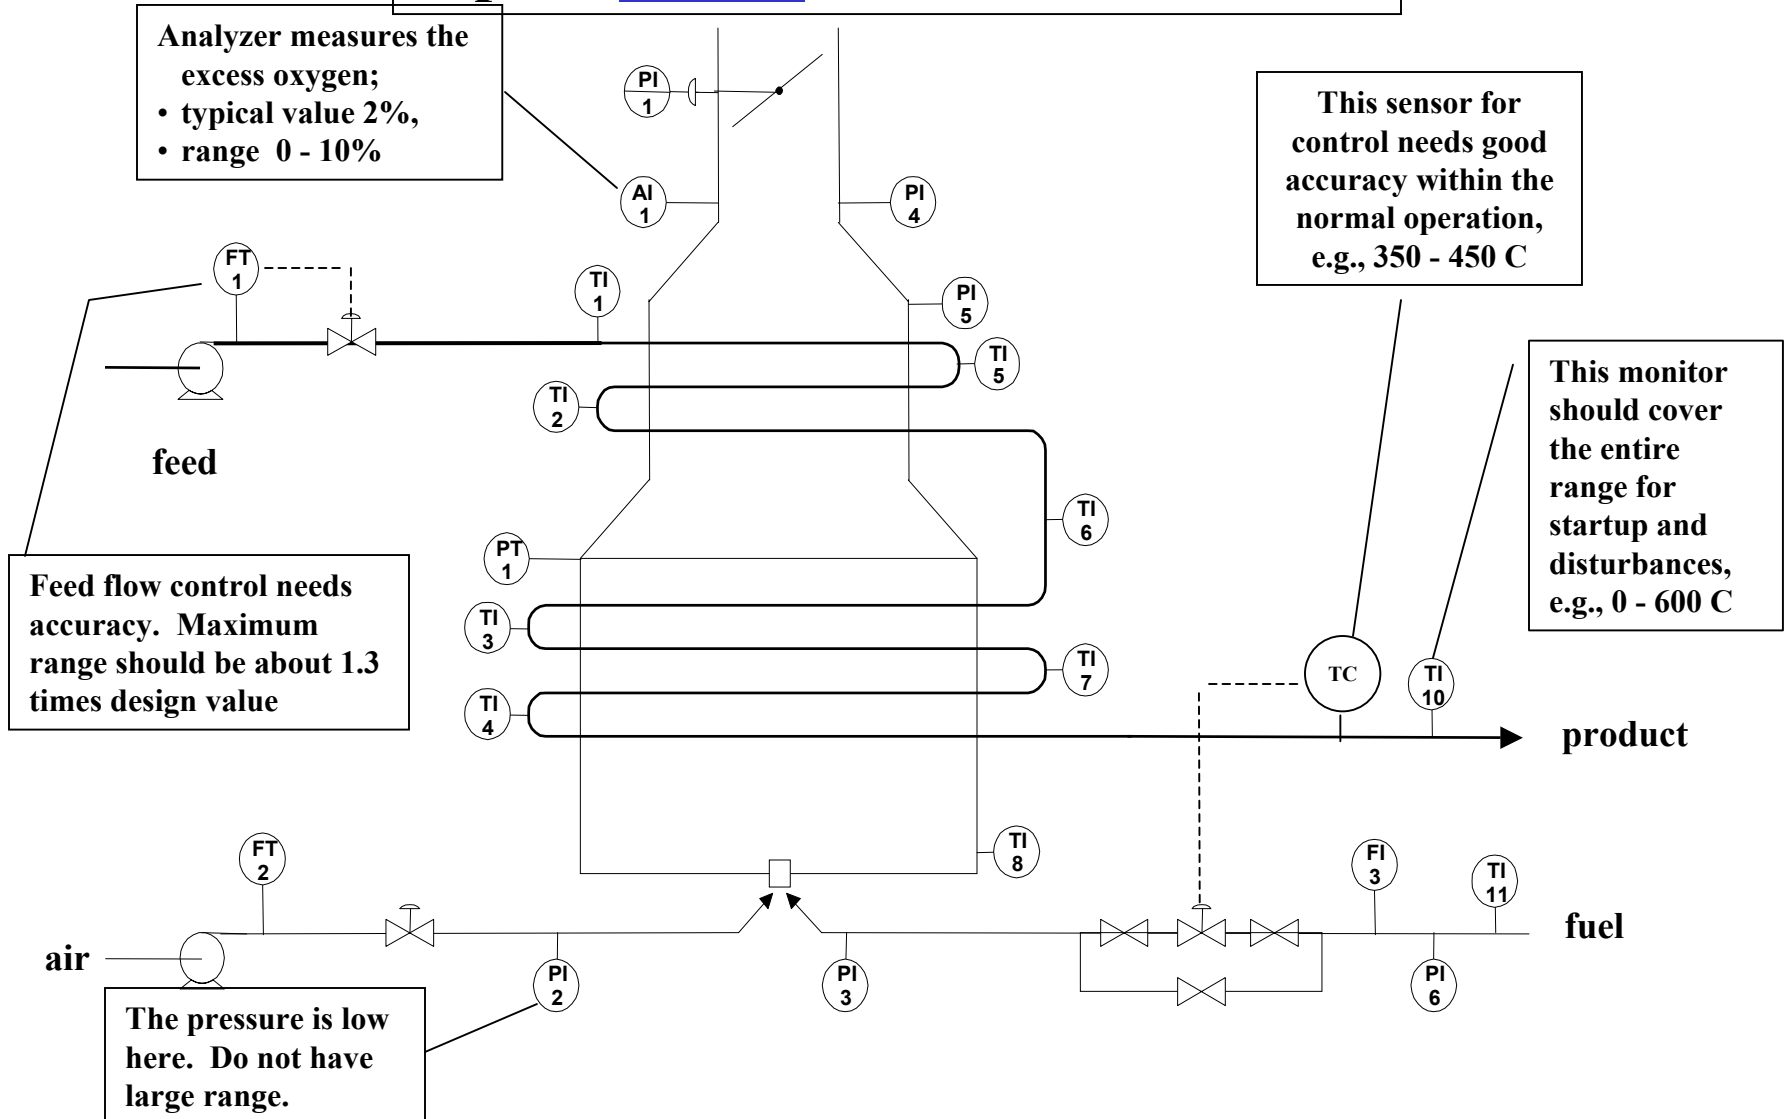 Analyzer measures the
excess oxygen;
• typical value 2%,
• range 0 - 10%
PI
1
This sensor for
control needs good
accuracy within the
normal operation,
e.g., 350 - 450 C
AI
1
PI
4
FT
1
TI
1
PI
5
TI
5
TI
2
This monitor
should cover
the entire
range for
startup and
disturbances,
e.g., 0 - 600 C
feed
TI
6
PT
1
Feed flow control needs
accuracy. Maximum
range should be about 1.3
times design value
TI
3
TI
7
TI
4
TC
TI
10
product
FT
2
TI
8
FI
3
TI
11
fuel
air
PI
2
PI
3
PI
6
The pressure is low
here. Do not have
large range.